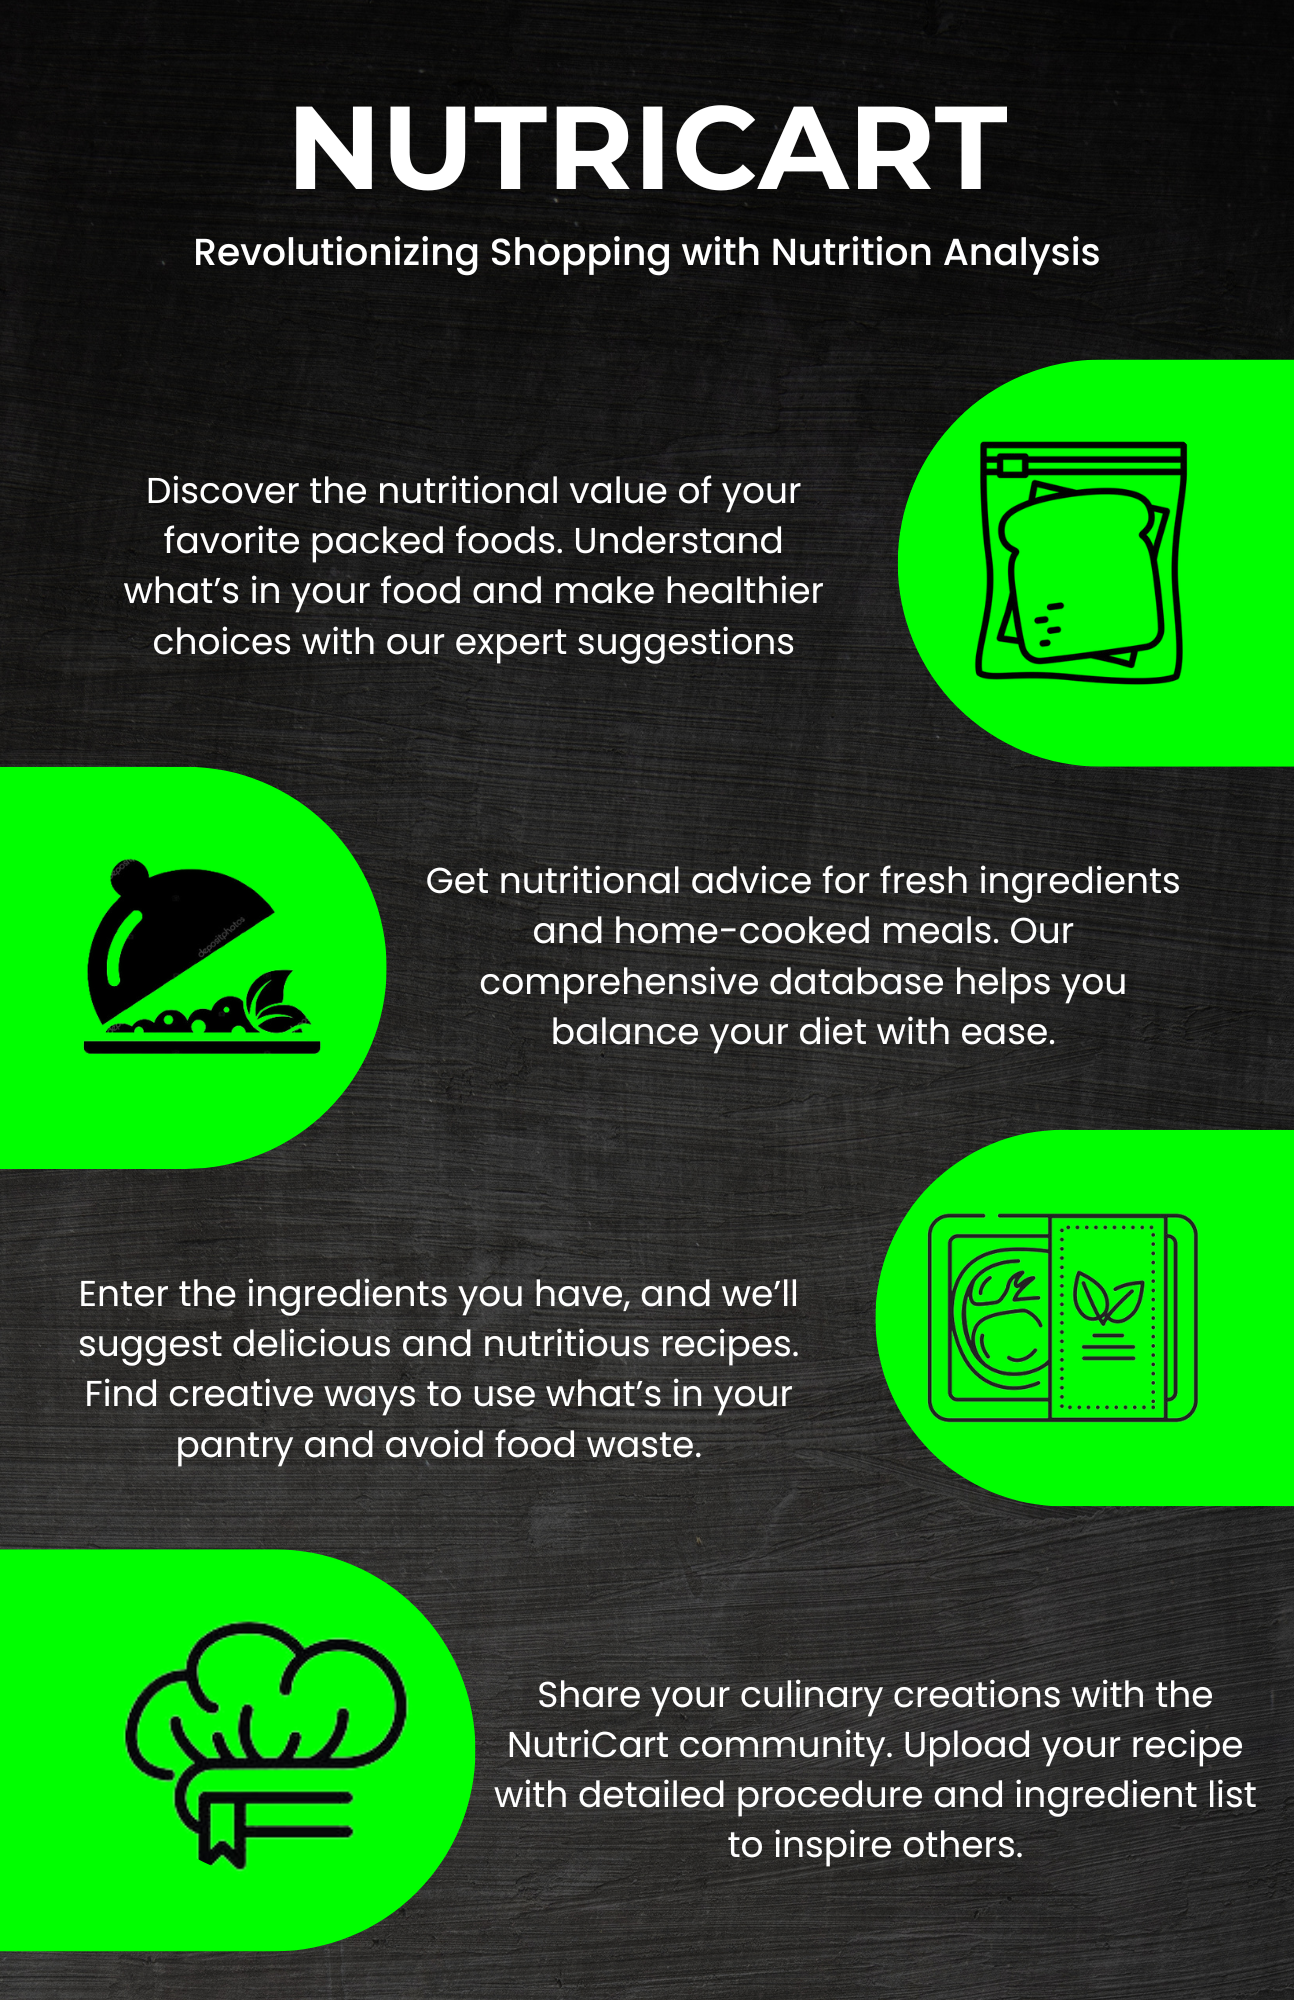 NUTRICART
Revolutionizing Shopping with Nutrition Analysis
Discover the nutritional value of your
favorite packed foods. Understand
what’s in your food and make healthier
choices with our expert suggestions
depositphotos
Get nutritional advice for fresh ingredients
and home-cooked meals. Our
comprehensive database helps you
balance your diet with ease.
Enter the ingredients you have, and we’ll
suggest delicious and nutritious recipes.
Find creative ways to use what’s in your
pantry and avoid food waste.
Share your culinary creations with the
NutriCart community. Upload your recipe
with detailed procedure and ingredient list
to inspire others.